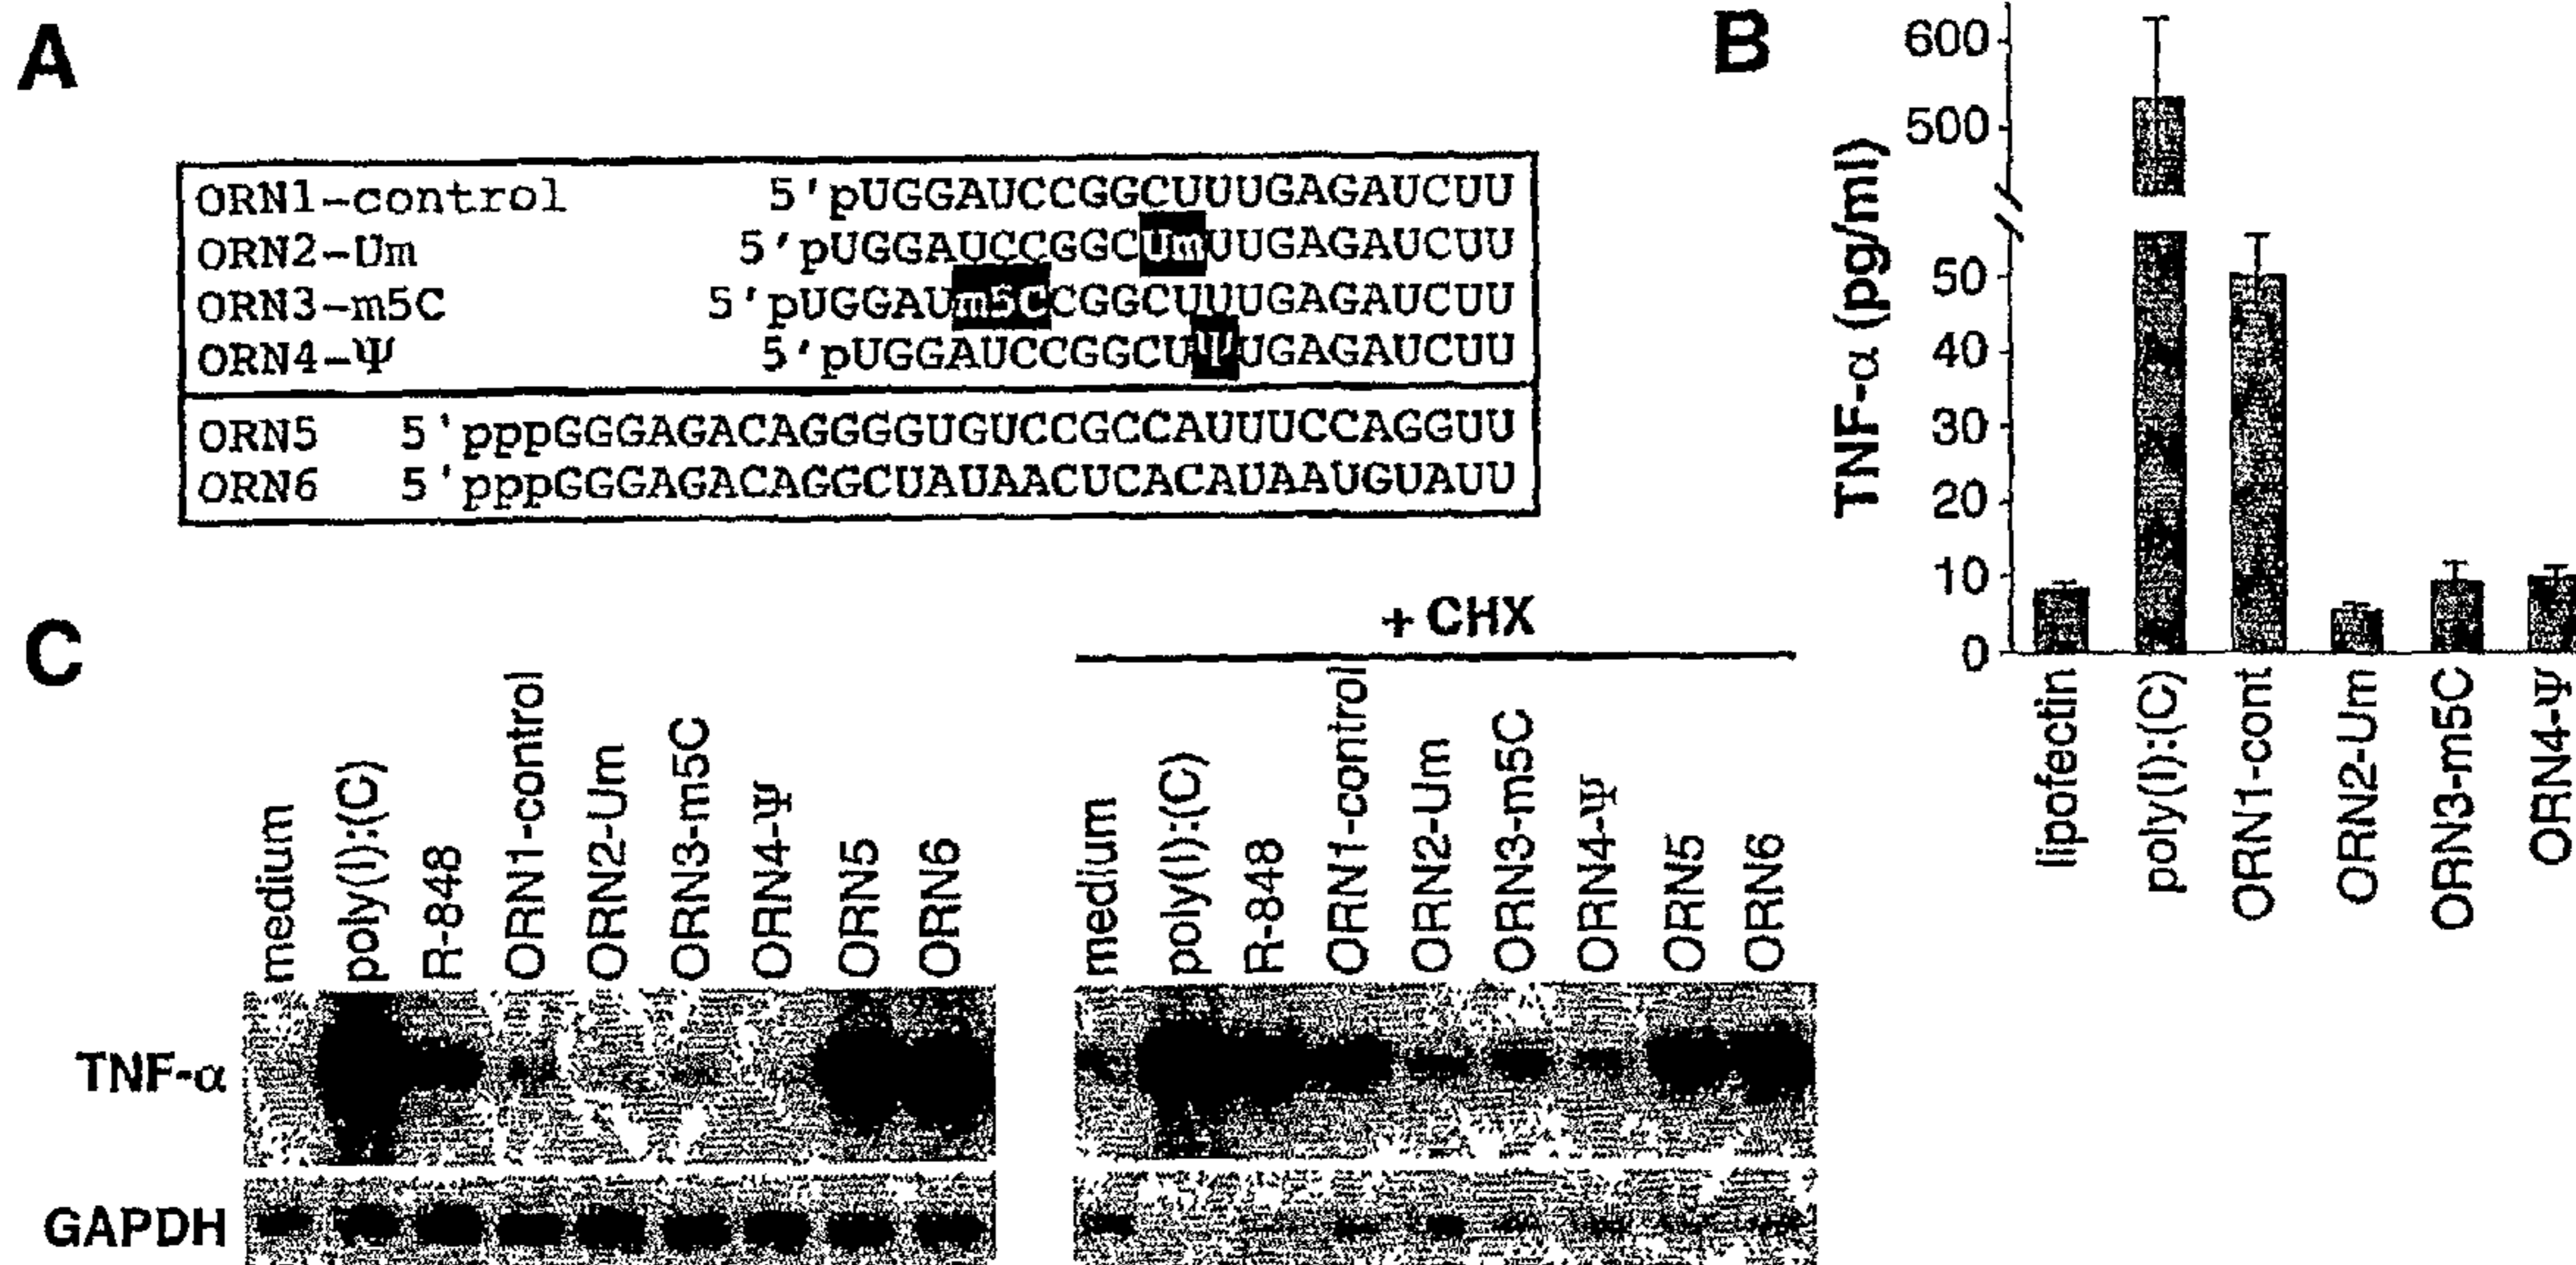 A
ORN1-control 5'pUGGAUCCGGCUUUGAGAUCUU
ORN2-Um 5'pUGGAUCCGGCUmUUGAGAUCUU
ORN3-m5C 5'pUGGAUm5CCGGCUUUGAGAUCUU
ORN4-Ψ 5'pUGGAUCCGGCUΨUGAGAUCUU
ORN5 5'pppGGGAGACAGGGGUGUCCGCCAUUUCCAGGUU
ORN6 5'pppGGGAGACAGGCUAUAACUCACAUAAUGUAUU
B
TNF-α (pg/ml)
600
500
50
40
30
20
10
0
lipofectin
poly(I):(C)
ORN1-cont
ORN2-Um
ORN3-m5C
ORN4-Ψ
C
medium
poly(I):(C)
R-848
ORN1-control
ORN2-Um
ORN3-m5C
ORN4-Ψ
ORN5
ORN6
+ CHX
medium
poly(I):(C)
R-848
ORN1-control
ORN2-Um
ORN3-m5C
ORN4-Ψ
ORN5
ORN6
TNF-α
GAPDH